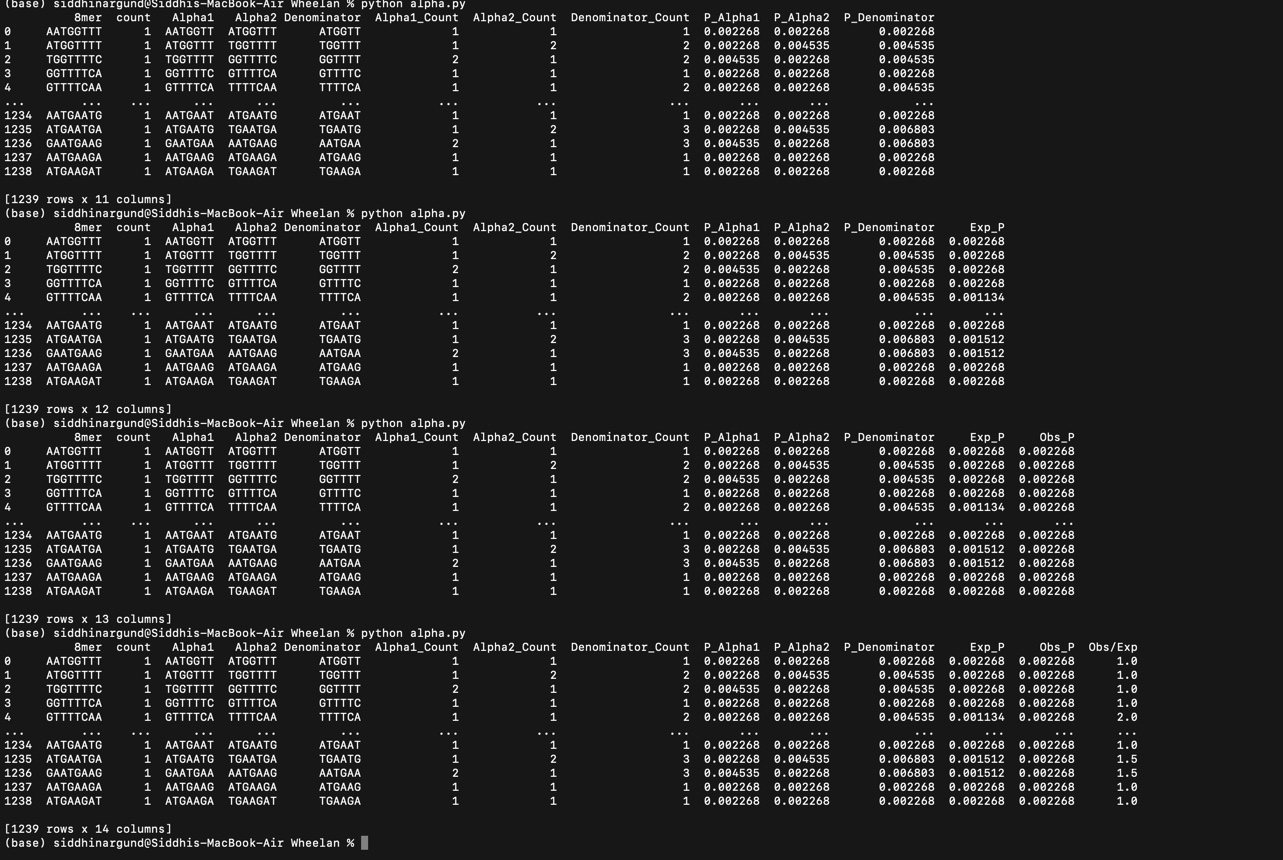 (base) siddhinargund@Siddhis-MacBook-Air Wheelan % python alpha.py
8mer count Alpha1 Alpha2 Denominator Alpha1_Count Alpha2_Count Denominator_Count P_Alpha1 P_Alpha2 P_Denominator
0 AATGGTTT 1 AATGGTT ATGGTTT ATGGTT 1 1 1 0.002268 0.002268 0.002268
1 ATGGTTTT 1 ATGGTTT TGGTTTT TGGTTT 1 2 2 0.002268 0.004535 0.004535
2 TGGTTTTC 1 TGGTTTT GGTTTTC GGTTTT 2 1 2 0.004535 0.002268 0.004535
3 GGTTTTCA 1 GGTTTTC GTTTTCA GTTTTC 1 1 1 0.002268 0.002268 0.002268
4 GTTTTCAA 1 GTTTTCA TTTTCAA TTTTCA 1 1 2 0.002268 0.002268 0.004535
... ... ... ... ... ... ... ... ... ... ... ...
1234 AATGAATG 1 AATGAAT ATGAATG ATGAAT 1 1 1 0.002268 0.002268 0.002268
1235 ATGAATGA 1 ATGAATG TGAATGA TGAATG 1 2 3 0.002268 0.004535 0.006803
1236 GAATGAAG 1 GAATGAA AATGAAG AATGAA 2 1 3 0.004535 0.002268 0.006803
1237 AATGAAGA 1 AATGAAG ATGAAGA ATGAAG 1 1 1 0.002268 0.002268 0.002268
1238 ATGAAGAT 1 ATGAAGA TGAAGAT TGAAGA 1 1 1 0.002268 0.002268 0.002268
[1239 rows x 11 columns]
(base) siddhinargund@Siddhis-MacBook-Air Wheelan % python alpha.py
8mer count Alpha1 Alpha2 Denominator Alpha1_Count Alpha2_Count Denominator_Count P_Alpha1 P_Alpha2 P_Denominator Exp_P
0 AATGGTTT 1 AATGGTT ATGGTTT ATGGTT 1 1 1 0.002268 0.002268 0.002268 0.002268
1 ATGGTTTT 1 ATGGTTT TGGTTTT TGGTTT 1 2 2 0.002268 0.004535 0.004535 0.002268
2 TGGTTTTC 1 TGGTTTT GGTTTTC GGTTTT 2 1 2 0.004535 0.002268 0.004535 0.002268
3 GGTTTTCA 1 GGTTTTC GTTTTCA GTTTTC 1 1 1 0.002268 0.002268 0.002268 0.002268
4 GTTTTCAA 1 GTTTTCA TTTTCAA TTTTCA 1 1 2 0.002268 0.002268 0.004535 0.001134
... ... ... ... ... ... ... ... ... ... ... ... ...
1234 AATGAATG 1 AATGAAT ATGAATG ATGAAT 1 1 1 0.002268 0.002268 0.002268 0.002268
1235 ATGAATGA 1 ATGAATG TGAATGA TGAATG 1 2 3 0.002268 0.004535 0.006803 0.001512
1236 GAATGAAG 1 GAATGAA AATGAAG AATGAA 2 1 3 0.004535 0.002268 0.006803 0.001512
1237 AATGAAGA 1 AATGAAG ATGAAGA ATGAAG 1 1 1 0.002268 0.002268 0.002268 0.002268
1238 ATGAAGAT 1 ATGAAGA TGAAGAT TGAAGA 1 1 1 0.002268 0.002268 0.002268 0.002268
[1239 rows x 12 columns]
(base) siddhinargund@Siddhis-MacBook-Air Wheelan % python alpha.py
8mer count Alpha1 Alpha2 Denominator Alpha1_Count Alpha2_Count Denominator_Count P_Alpha1 P_Alpha2 P_Denominator Exp_P Obs_P
0 AATGGTTT 1 AATGGTT ATGGTTT ATGGTT 1 1 1 0.002268 0.002268 0.002268 0.002268 0.002268
1 ATGGTTTT 1 ATGGTTT TGGTTTT TGGTTT 1 2 2 0.002268 0.004535 0.004535 0.002268 0.002268
2 TGGTTTTC 1 TGGTTTT GGTTTTC GGTTTT 2 1 2 0.004535 0.002268 0.004535 0.002268 0.002268
3 GGTTTTCA 1 GGTTTTC GTTTTCA GTTTTC 1 1 1 0.002268 0.002268 0.002268 0.002268 0.002268
4 GTTTTCAA 1 GTTTTCA TTTTCAA TTTTCA 1 1 2 0.002268 0.002268 0.004535 0.001134 0.002268
... ... ... ... ... ... ... ... ... ... ... ... ... ...
1234 AATGAATG 1 AATGAAT ATGAATG ATGAAT 1 1 1 0.002268 0.002268 0.002268 0.002268 0.002268
1235 ATGAATGA 1 ATGAATG TGAATGA TGAATG 1 2 3 0.002268 0.004535 0.006803 0.001512 0.002268
1236 GAATGAAG 1 GAATGAA AATGAAG AATGAA 2 1 3 0.004535 0.002268 0.006803 0.001512 0.002268
1237 AATGAAGA 1 AATGAAG ATGAAGA ATGAAG 1 1 1 0.002268 0.002268 0.002268 0.002268 0.002268
1238 ATGAAGAT 1 ATGAAGA TGAAGAT TGAAGA 1 1 1 0.002268 0.002268 0.002268 0.002268 0.002268
[1239 rows x 13 columns]
(base) siddhinargund@Siddhis-MacBook-Air Wheelan % python alpha.py
8mer count Alpha1 Alpha2 Denominator Alpha1_Count Alpha2_Count Denominator_Count P_Alpha1 P_Alpha2 P_Denominator Exp_P Obs_P Obs/Exp
0 AATGGTTT 1 AATGGTT ATGGTTT ATGGTT 1 1 1 0.002268 0.002268 0.002268 0.002268 0.002268 1.0
1 ATGGTTTT 1 ATGGTTT TGGTTTT TGGTTT 1 2 2 0.002268 0.004535 0.004535 0.002268 0.002268 1.0
2 TGGTTTTC 1 TGGTTTT GGTTTTC GGTTTT 2 1 2 0.004535 0.002268 0.004535 0.002268 0.002268 1.0
3 GGTTTTCA 1 GGTTTTC GTTTTCA GTTTTC 1 1 1 0.002268 0.002268 0.002268 0.002268 0.002268 1.0
4 GTTTTCAA 1 GTTTTCA TTTTCAA TTTTCA 1 1 2 0.002268 0.002268 0.004535 0.001134 0.002268 2.0
... ... ... ... ... ... ... ... ... ... ... ... ... ... ...
1234 AATGAATG 1 AATGAAT ATGAATG ATGAAT 1 1 1 0.002268 0.002268 0.002268 0.002268 0.002268 1.0
1235 ATGAATGA 1 ATGAATG TGAATGA TGAATG 1 2 3 0.002268 0.004535 0.006803 0.001512 0.002268 1.5
1236 GAATGAAG 1 GAATGAA AATGAAG AATGAA 2 1 3 0.004535 0.002268 0.006803 0.001512 0.002268 1.5
1237 AATGAAGA 1 AATGAAG ATGAAGA ATGAAG 1 1 1 0.002268 0.002268 0.002268 0.002268 0.002268 1.0
1238 ATGAAGAT 1 ATGAAGA TGAAGAT TGAAGA 1 1 1 0.002268 0.002268 0.002268 0.002268 0.002268 1.0
[1239 rows x 14 columns]
(base) siddhinargund@Siddhis-MacBook-Air Wheelan %